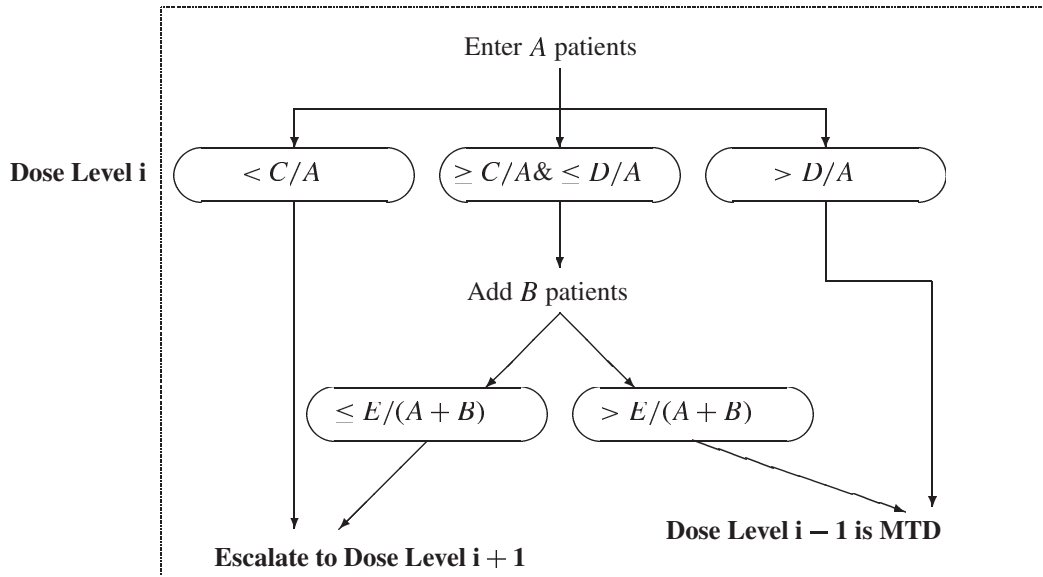 Enter A patients
Dose Level i
< C/A
≥ C/A& ≤ D/A
> D/A
Add B patients
≤ E/(A + B)
> E/(A + B)
Dose Level i – 1 is MTD
Escalate to Dose Level i + 1